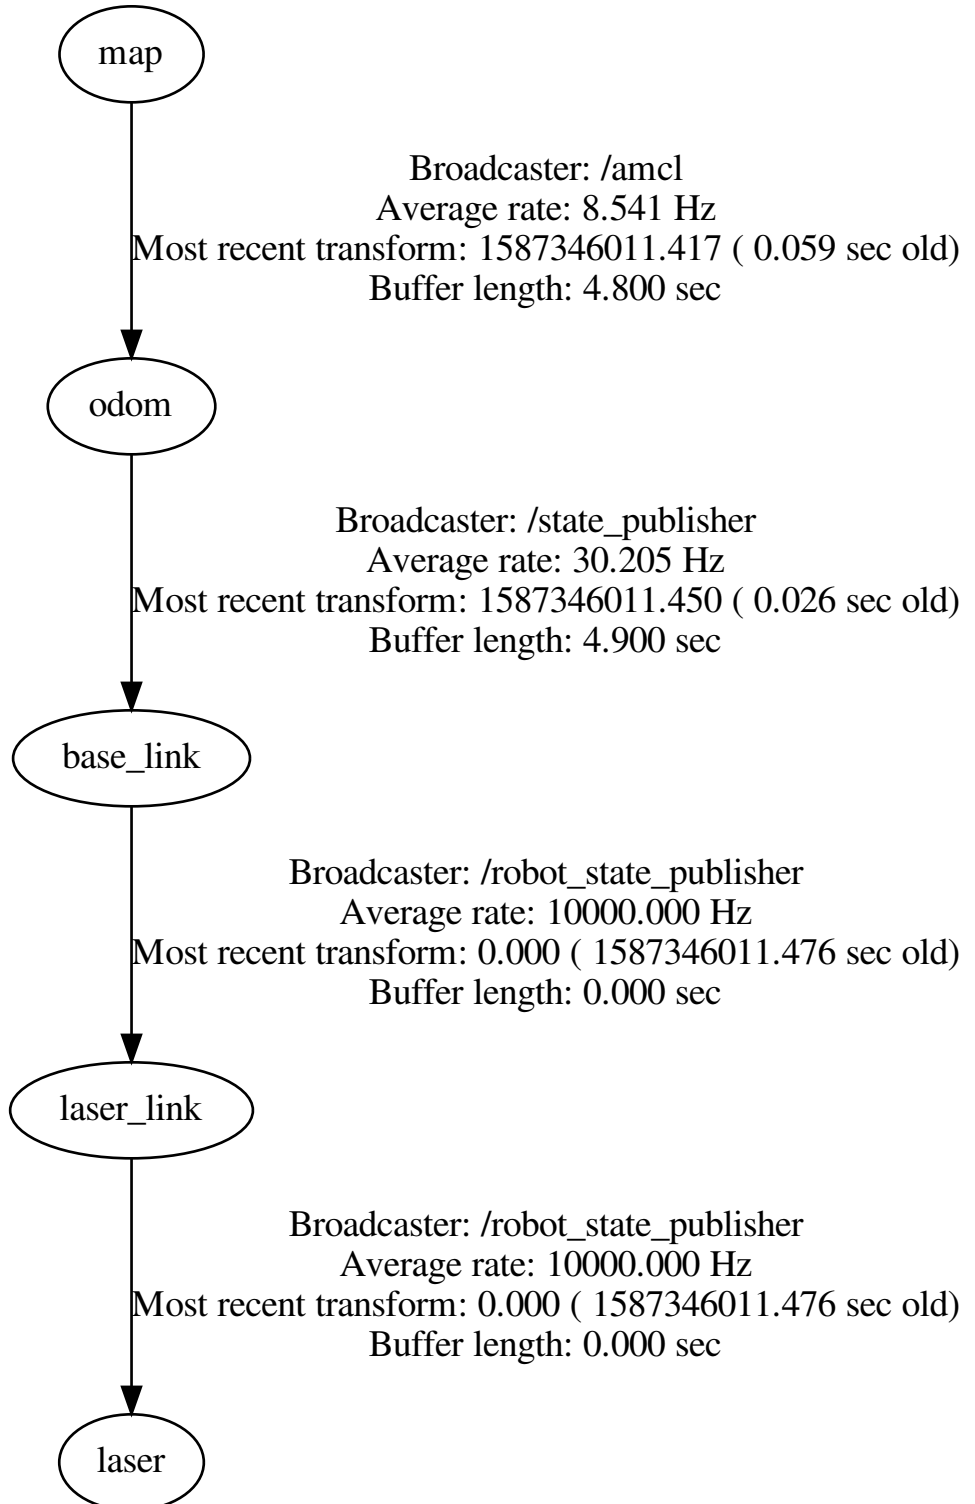 map
Broadcaster: /amcl
Average rate: 8.541 Hz
Most recent transform: 1587346011.417 ( 0.059 sec old)
Buffer length: 4.800 sec
odom
Broadcaster: /state_publisher
Average rate: 30.205 Hz
Most recent transform: 1587346011.450 ( 0.026 sec old)
Buffer length: 4.900 sec
base_link
Broadcaster: /robot_state_publisher
Average rate: 10000.000 Hz
Most recent transform: 0.000 ( 1587346011.476 sec old)
Buffer length: 0.000 sec
laser_link
Broadcaster: /robot_state_publisher
Average rate: 10000.000 Hz
Most recent transform: 0.000 ( 1587346011.476 sec old)
Buffer length: 0.000 sec
laser